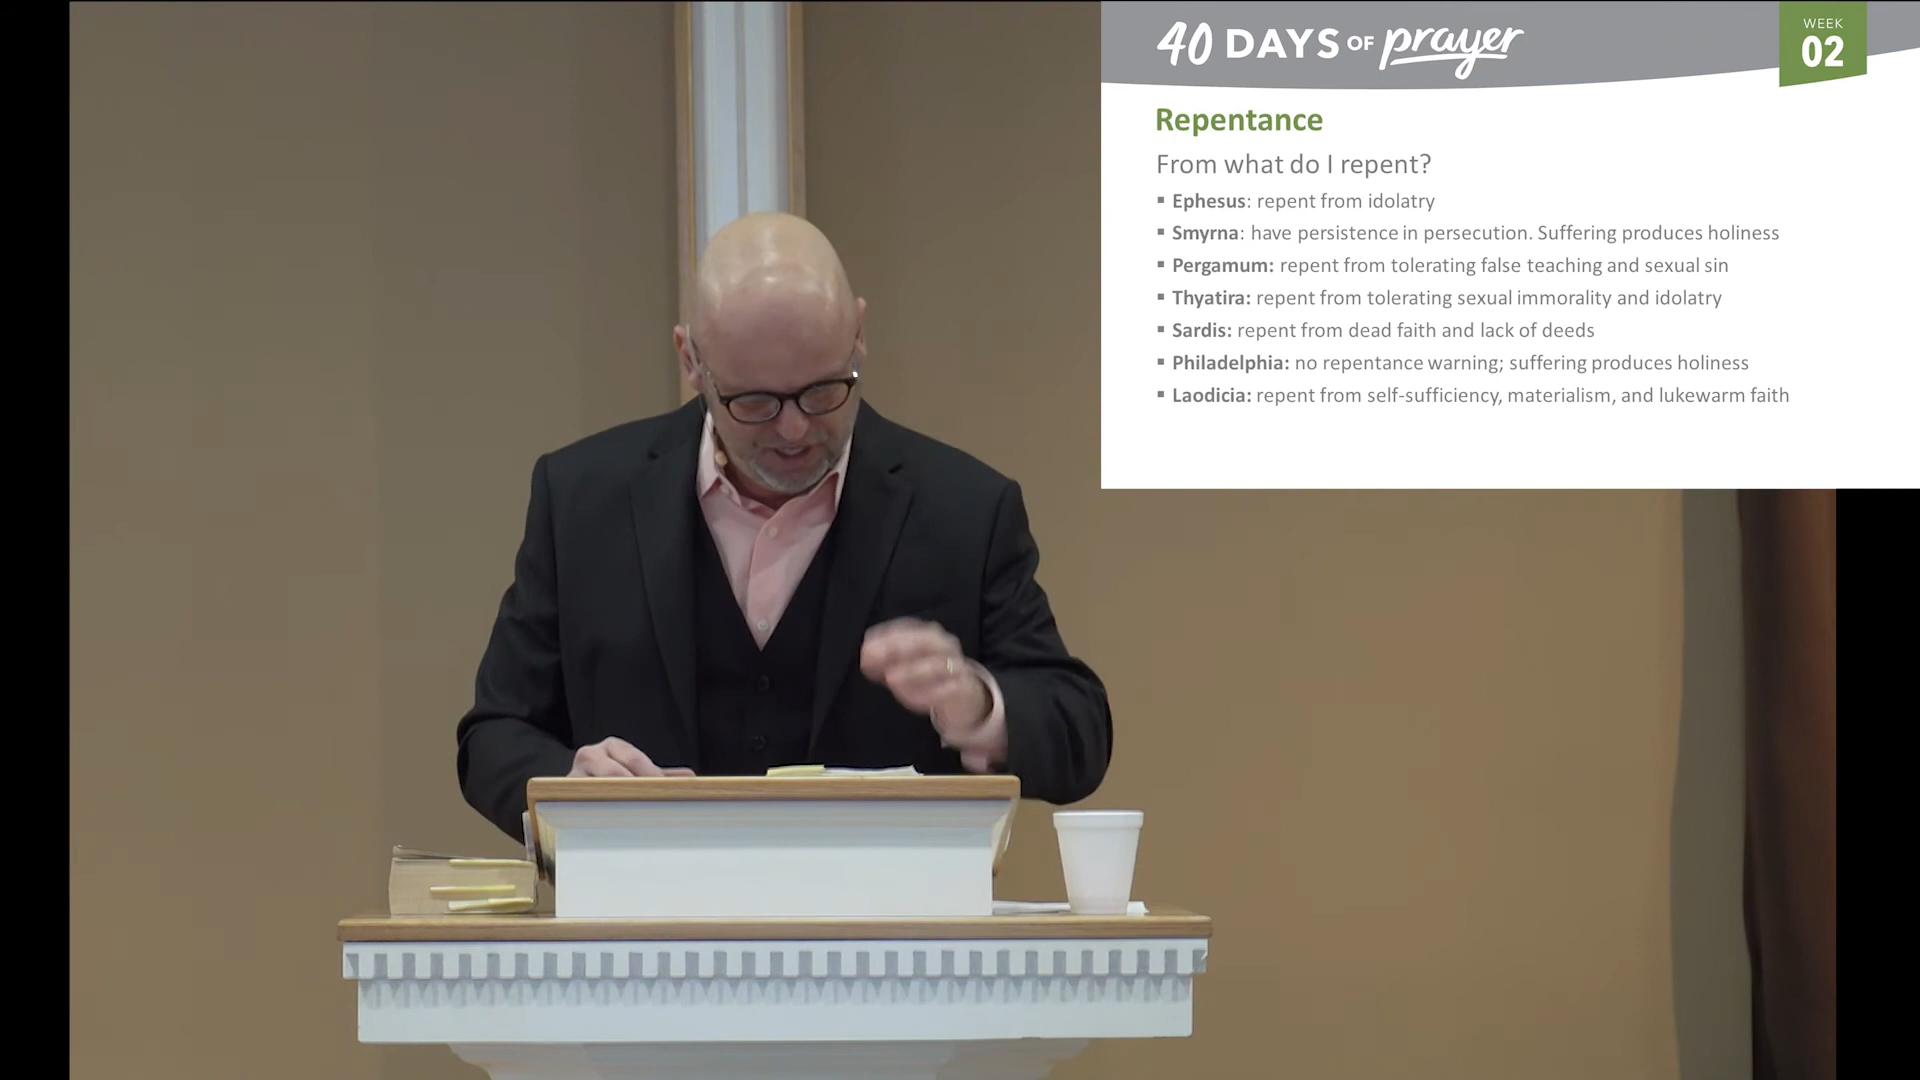 40 DAYS OF prayer
WEEK
02
Repentance
From what do I repent?
▪ Ephesus: repent from idolatry
▪ Smyrna: have persistence in persecution. Suffering produces holiness
▪ Pergamum: repent from tolerating false teaching and sexual sin
▪ Thyatira: repent from tolerating sexual immorality and idolatry
▪ Sardis: repent from dead faith and lack of deeds
▪ Philadelphia: no repentance warning; suffering produces holiness
▪ Laodicia: repent from self-sufficiency, materialism, and lukewarm faith